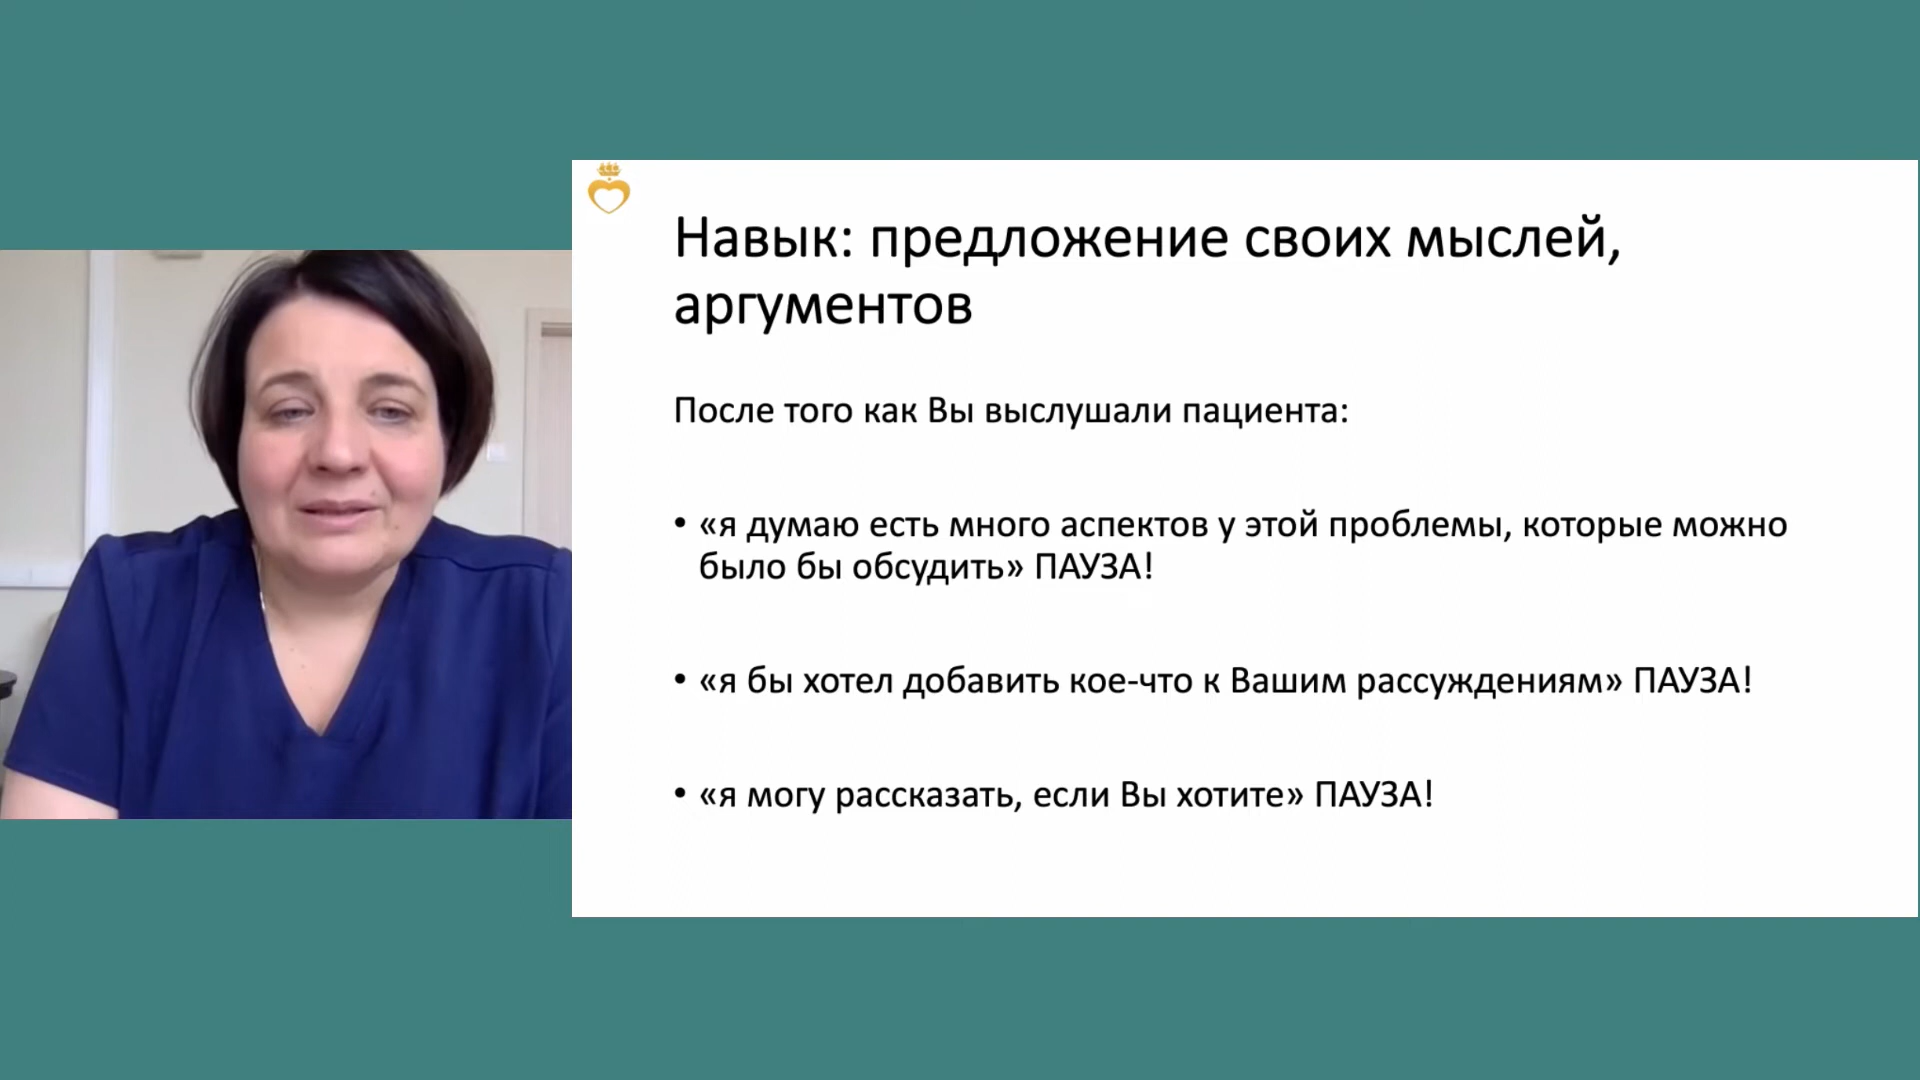 Навык: предложение своих мыслей,
аргументов
После того как Вы выслушали пациента:
• «я думаю есть много аспектов у этой проблемы, которые можно
было бы обсудить» ПАУЗА!
• «я бы хотел добавить кое-что к Вашим рассуждениям» ПАУЗА!
• «я могу рассказать, если Вы хотите» ПАУЗА!